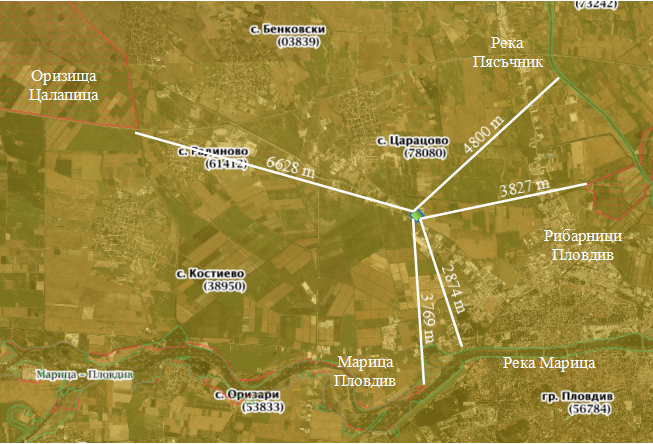 (73242)
с. Бенковски
(03839)
Река
Пясъчник
Оризища
Цалапица
с. Радиново
(61412)
с. Царацово
(78080)
4800 m
6628 m
3827 m
Рибарници
Пловдив
с. Костиево
(38950)
2874 m
3769 m
Марица - Пловдив
Марица
Пловдив
Река Марица
с. Оризари
(53833)
гр. Пловдив
(56784)